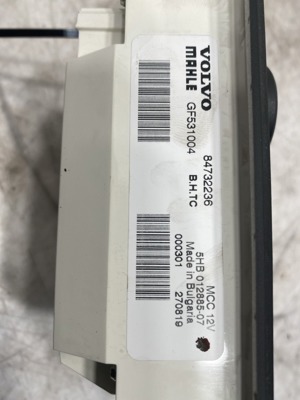 VOLVO
MAHLE
GF531004
84732236
B.H.TC
MCC 12V
5HB 012885-07
Made in Bulgaria
000301
270819